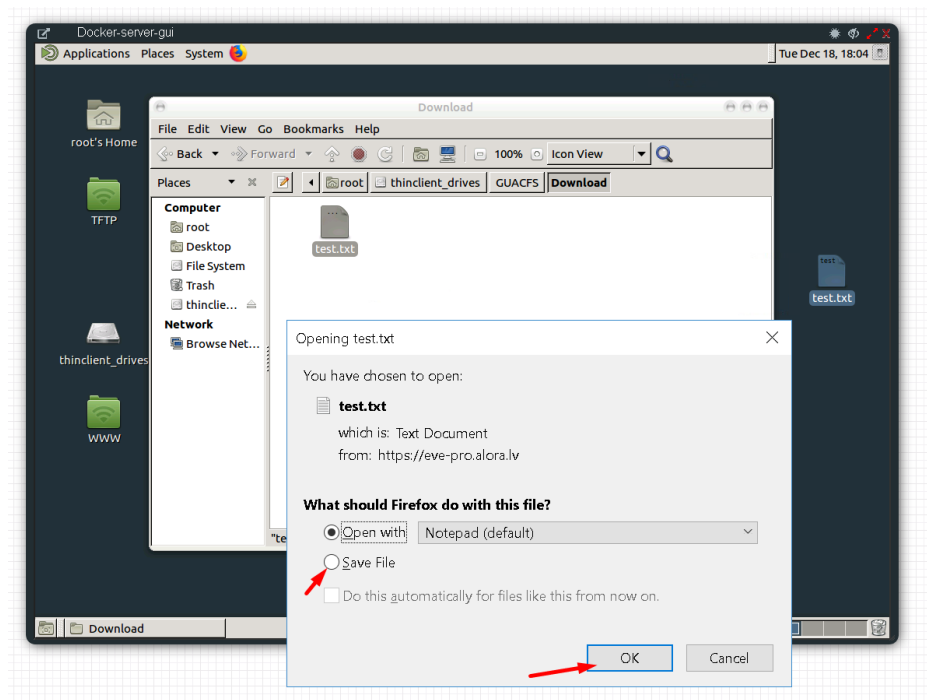 Docker-server-gui
Applications Places System Tue Dec 18, 18:04
Download
File Edit View Go Bookmarks Help
Back Forward 100% Icon View
Places root thinclient_drives GUACFS Download
Computer
root
Desktop
File System
Trash
thinclie...
Network
Browse Net...
root's Home
TFTP
thinclient_drives
WWW
test.txt
test
test.txt
"te
Opening test.txt
You have chosen to open:
test.txt
which is: Text Document
from: https://eve-pro.alora.lv
What should Firefox do with this file?
Open with Notepad (default)
Save File
Do this automatically for files like this from now on.
OK Cancel
Download